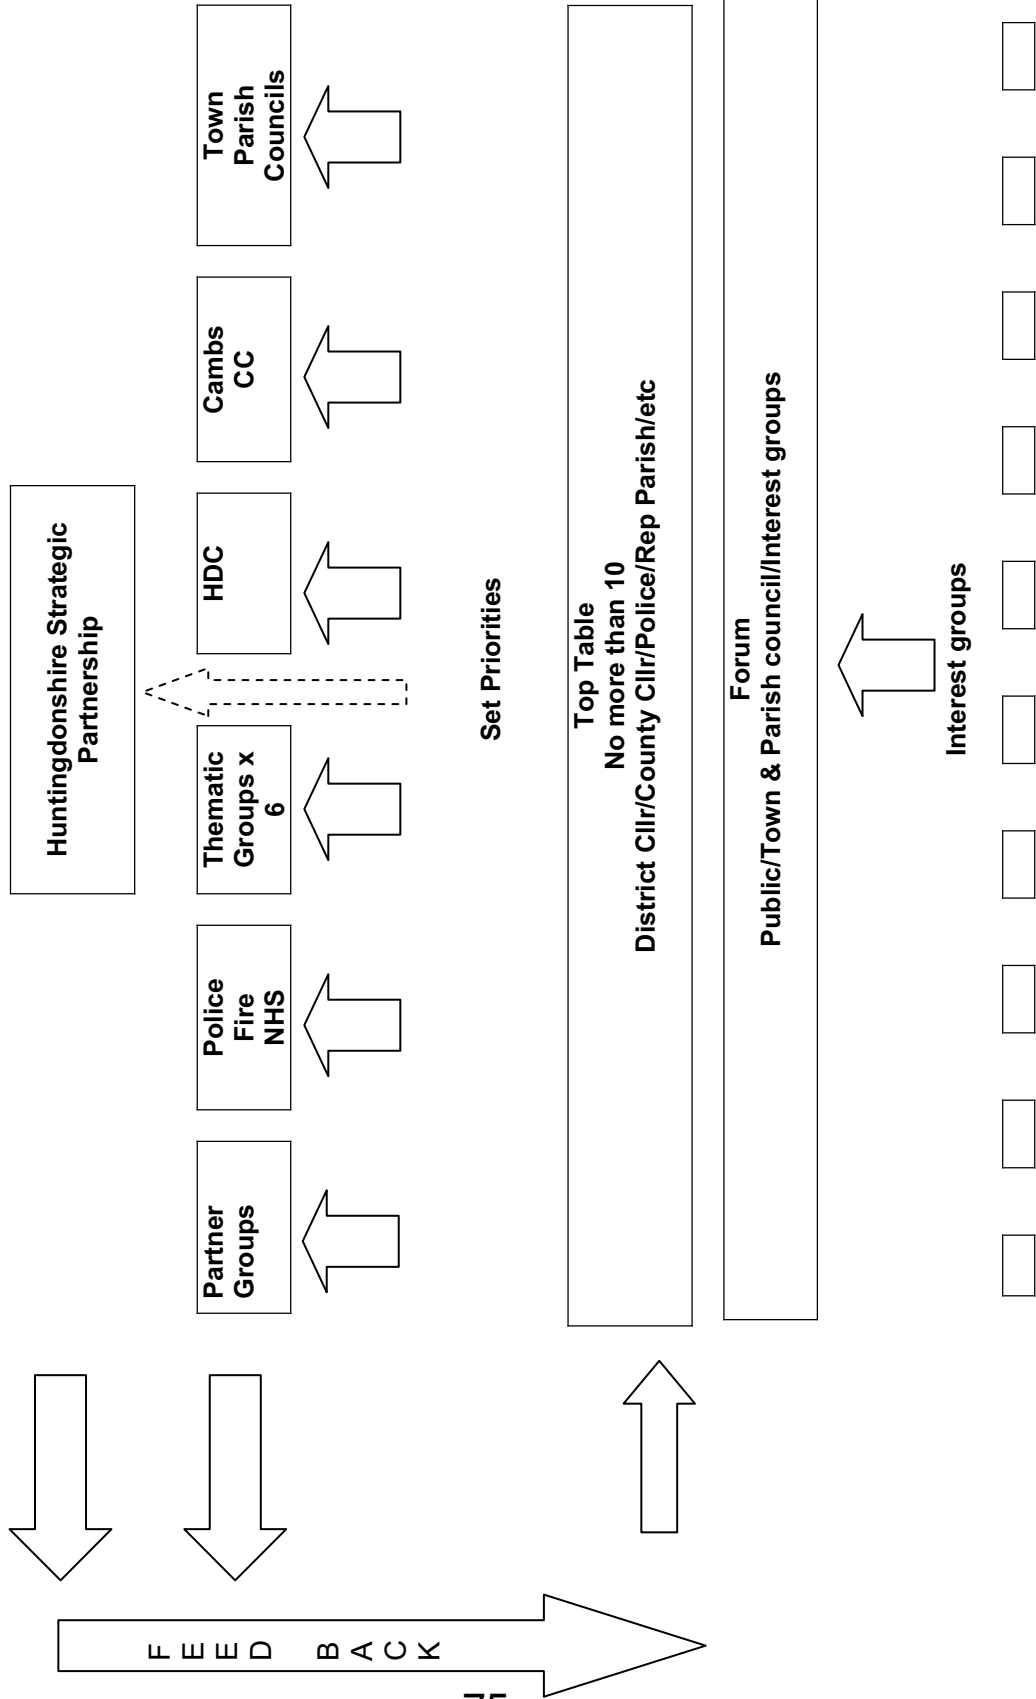 Huntingdonshire Strategic
Partnership
Partner
Groups
Police
Fire
NHS
Thematic
Groups x
6
HDC
Cambs
CC
Town
Parish
Councils
F E E D B A C K
Set Priorities
Top Table
No more than 10
District Cllr/County Cllr/Police/Rep Parish/etc
Forum
Public/Town & Parish council/Interest groups
Interest groups